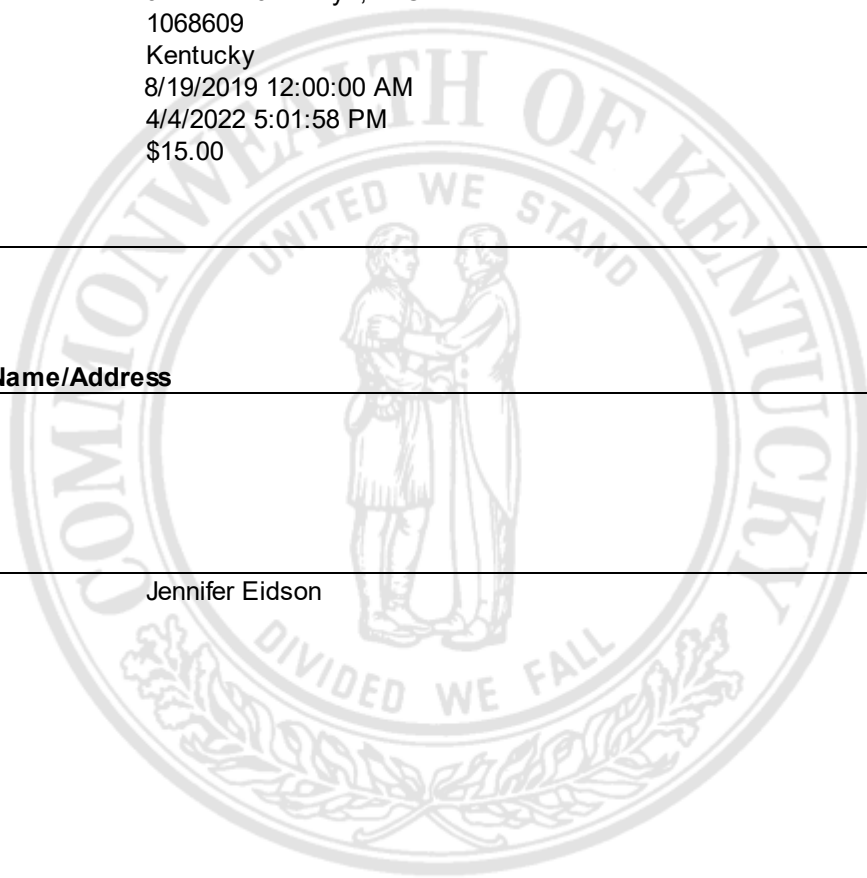 1068609
Kentucky
8/19/2019 12:00:00 AM
4/4/2022 5:01:58 PM
$15.00
COMMONWEALTH OF KENTUCKY
UNITED WE STAND
Name/Address
Jennifer Eidson
DIVIDED WE FALL